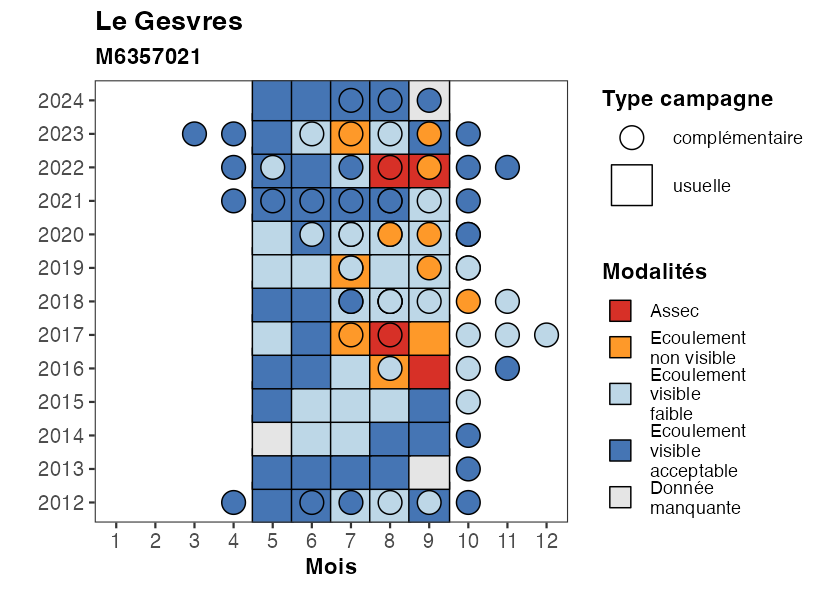 Le Gesvres
M6357021
2024
2023
2022
2021
2020
2019
2018
2017
2016
2015
2014
2013
2012
1 2 3 4 5 6 7 8 9 10 11 12
Mois
Type campagne
complémentaire
usuelle
Modalités
Assec
Ecoulement
non visible
Ecoulement
visible
faible
Ecoulement
visible
acceptable
Donnée
manquante